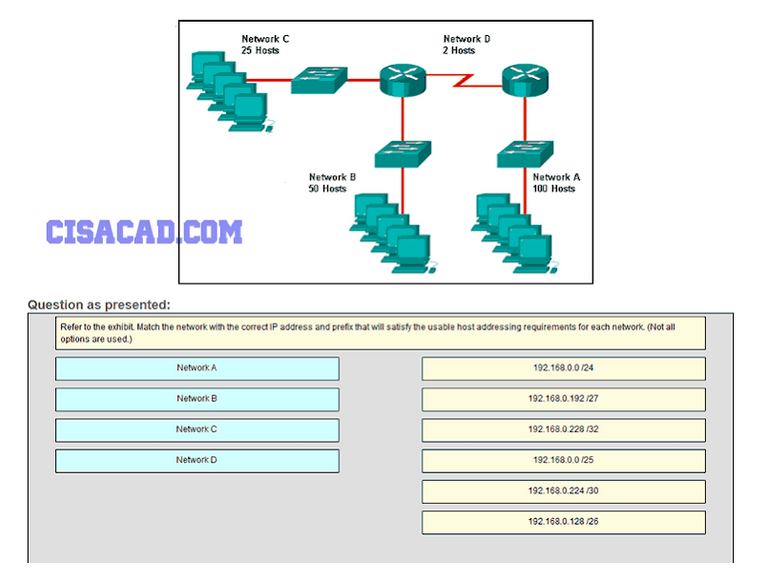 Network C
25 Hosts
Network D
2 Hosts
Network B
50 Hosts
Network A
100 Hosts
CISACAD.COM
Question as presented:
Refer to the exhibit. Match the network with the correct IP address and prefix that will satisfy the usable host addressing requirements for each network. (Not all
options are used.)
Network A
192.168.0.0 /24
Network B
192.168.0.192 /27
Network C
192.168.0.228 /32
Network D
192.168.0.0 /25
192.168.0.224 /30
192.168.0.128 /26